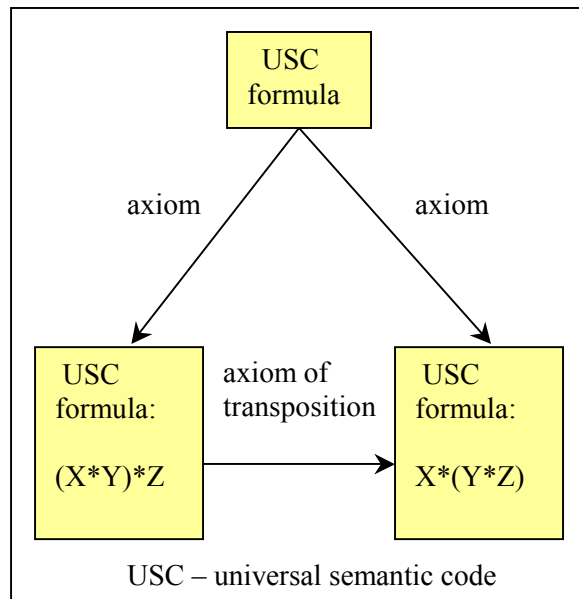 USC
formula
axiom
axiom
USC
formula:
(X*Y)*Z
axiom of
transposition
USC
formula:
X*(Y*Z)
USC – universal semantic code